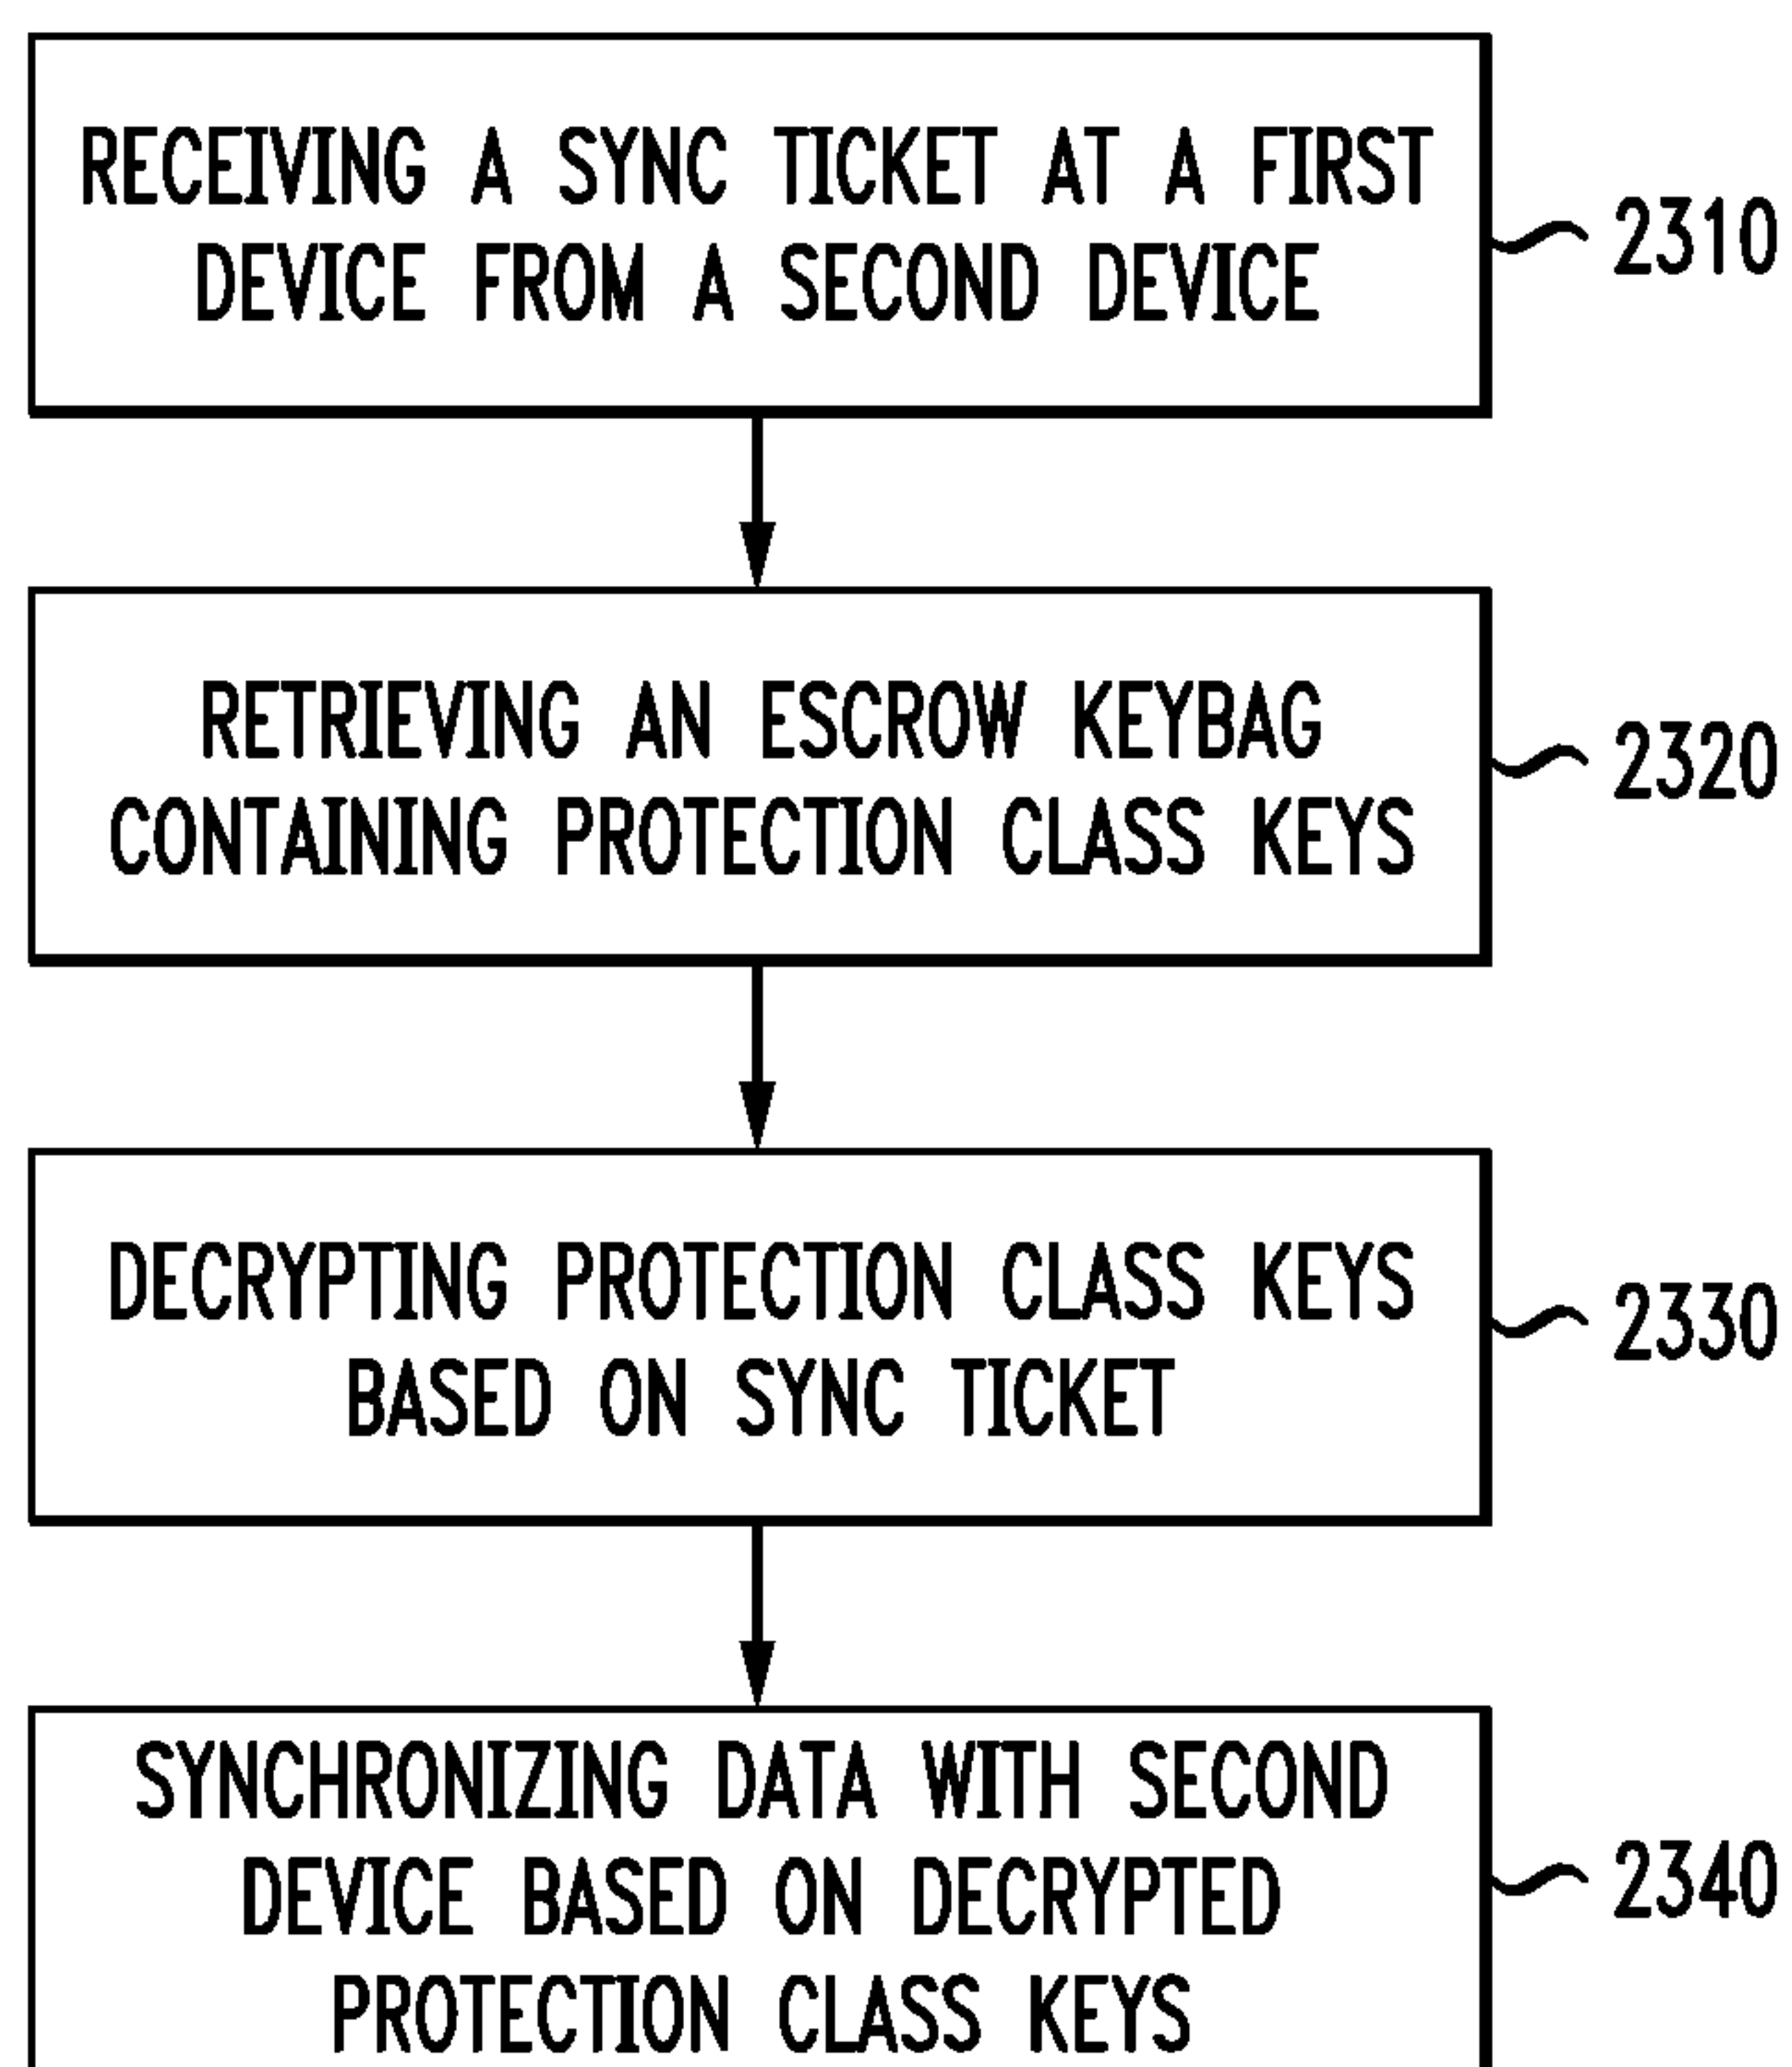 RECEIVING A SYNC TICKET AT A FIRST
DEVICE FROM A SECOND DEVICE
2310
RETRIEVING AN ESCROW KEYBAG
CONTAINING PROTECTION CLASS KEYS
2320
DECRYPTING PROTECTION CLASS KEYS
BASED ON SYNC TICKET
2330
SYNCHRONIZING DATA WITH SECOND
DEVICE BASED ON DECRYPTED
PROTECTION CLASS KEYS
2340